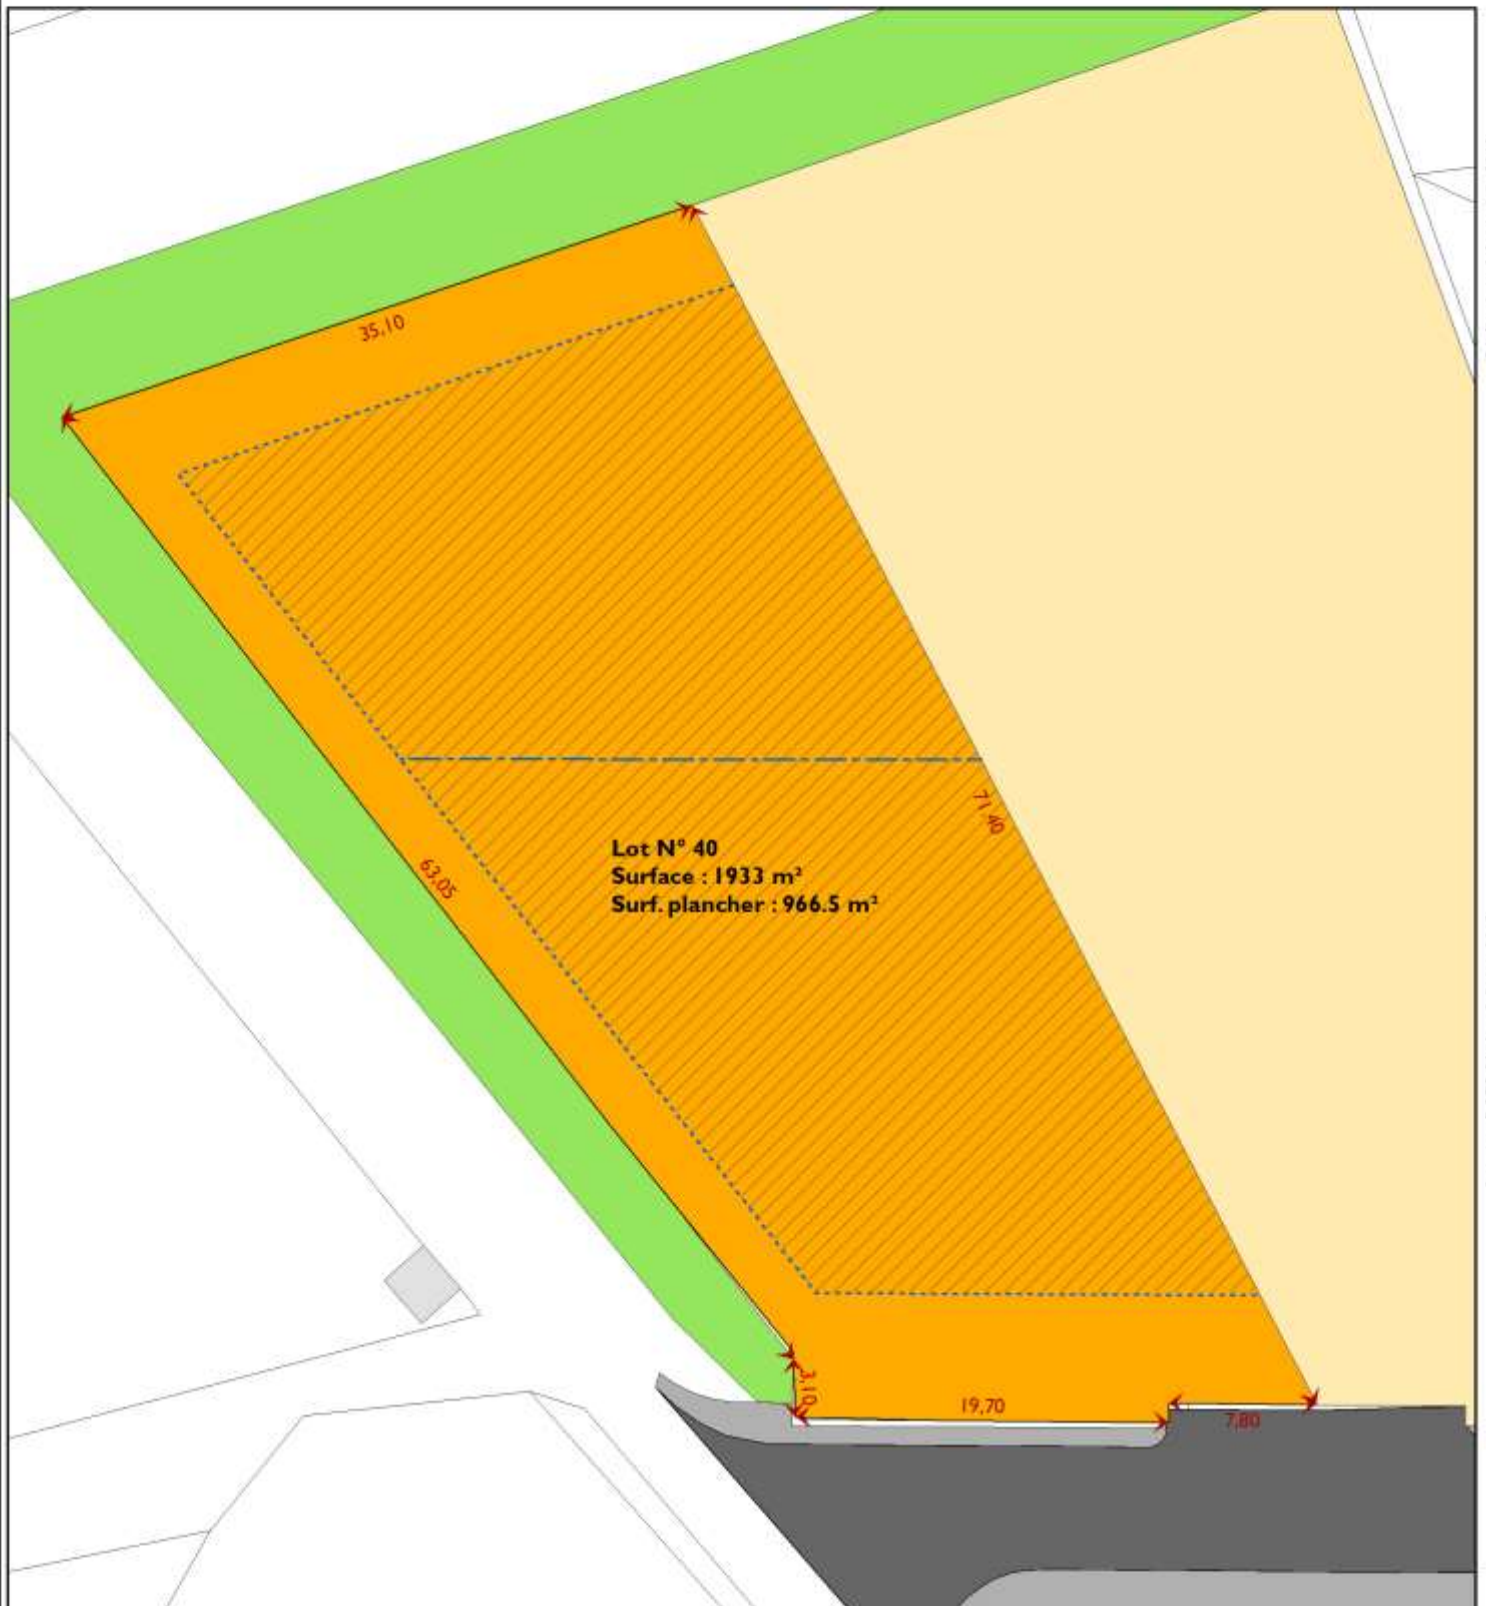 35,10
71,40
Lot N° 40
Surface : 1933 m²
Surf. plancher : 966.5 m²
63,05
3,10
19,70
7,80